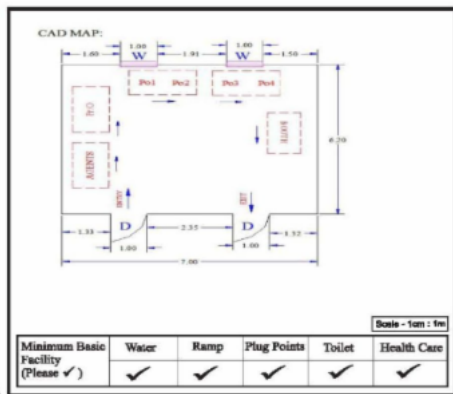 CAD MAP:
1.60 1.00 1.91 1.00 1.50
W W
Po1 Po2 Po3 Po4
AGENTS
BOOTH
6.20
ENTRY
EXIT
D D
1.33 1.00 2.35 1.00 1.32
7.00
Scale - 1cm : 1m
Minimum Basic Facility (Please ✓) Water Ramp Plug Points Toilet Health Care
✓ ✓ ✓ ✓ ✓